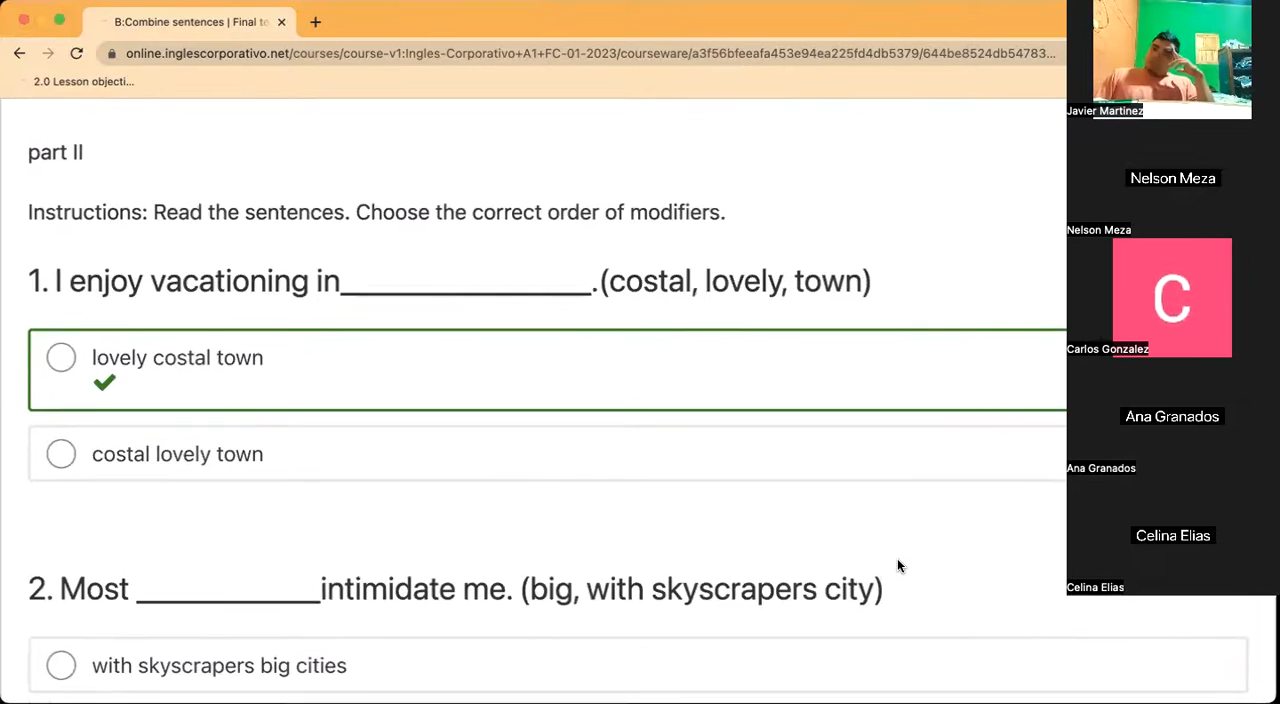 B:Combine sentences | Final to
online.inglescorporativo.net/courses/course-v1:Ingles-Corporativo+A1+FC-01-2023/courseware/a3f56bfeeafa453e94ea225fd4db5379/644be8524db54783...
2.0 Lesson objecti...
part II
Instructions: Read the sentences. Choose the correct order of modifiers.
1. I enjoy vacationing in_______________.(costal, lovely, town)
lovely costal town
costal lovely town
2. Most ___________intimidate me. (big, with skyscrapers city)
with skyscrapers big cities
Javier Martinez
Nelson Meza
Nelson Meza
C
Carlos Gonzalez
Ana Granados
Ana Granados
Celina Elias
Celina Elias